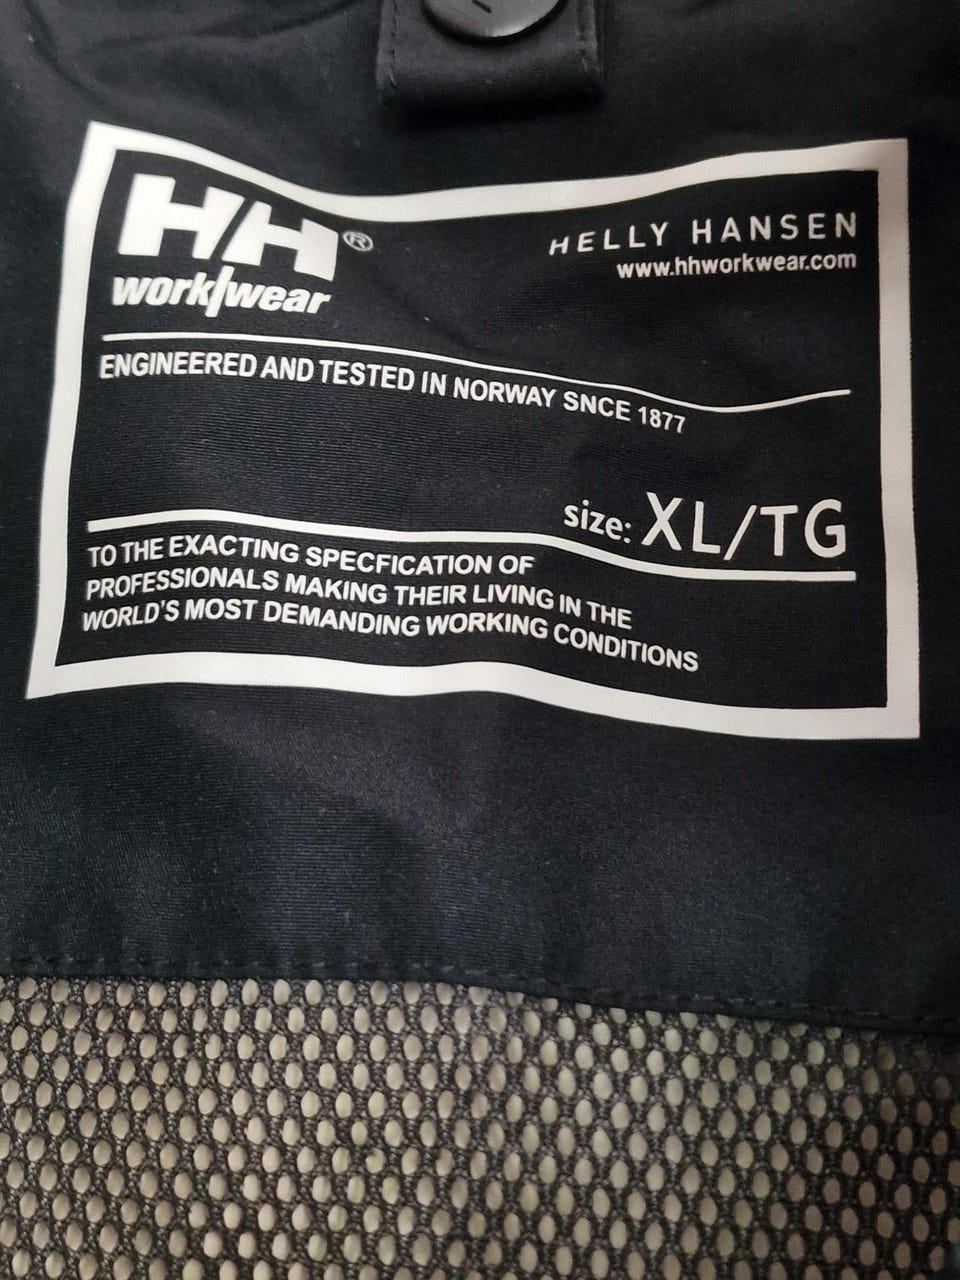 HH®
work/wear
HELLY HANSEN
www.hhworkwear.com
ENGINEERED AND TESTED IN NORWAY SNCE 1877
size: XL/TG
TO THE EXACTING SPECFICATION OF
PROFESSIONALS MAKING THEIR LIVING IN THE
WORLD'S MOST DEMANDING WORKING CONDITIONS